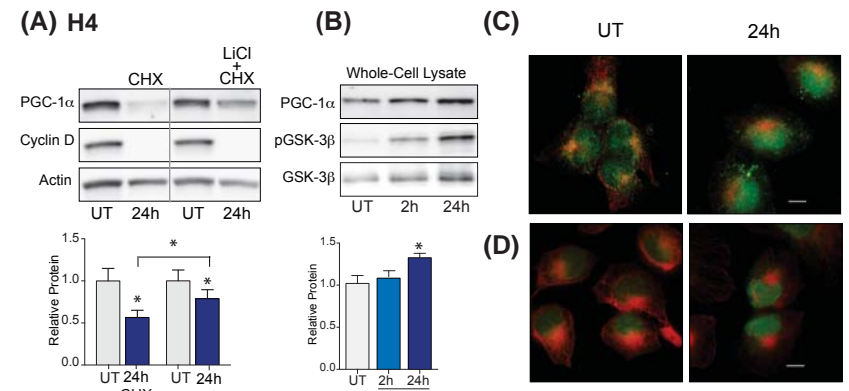 (A) H4
CHX
LiCl
+
CHX
PGC-1α
Cyclin D
Actin
UT 24h UT 24h
1.5
1.0
0.5
0.0
Relative Protein
*
*
*
UT 24h UT 24h
CHX
(B)
Whole-Cell Lysate
PGC-1α
pGSK-3β
GSK-3β
UT 2h 24h
1.5
1.0
0.5
0.0
Relative Protein
*
UT 2h 24h
(C)
UT 24h
(D)